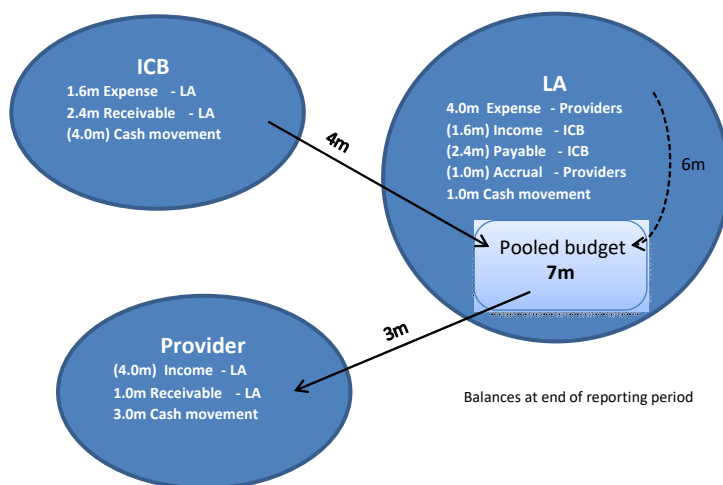 ICB
1.6m Expense - LA
2.4m Receivable - LA
(4.0m) Cash movement
4m
LA
4.0m Expense - Providers
(1.6m) Income - ICB
(2.4m) Payable - ICB
(1.0m) Accrual - Providers
1.0m Cash movement
6m
Pooled budget
7m
3m
Provider
(4.0m) Income - LA
1.0m Receivable - LA
3.0m Cash movement
Balances at end of reporting period